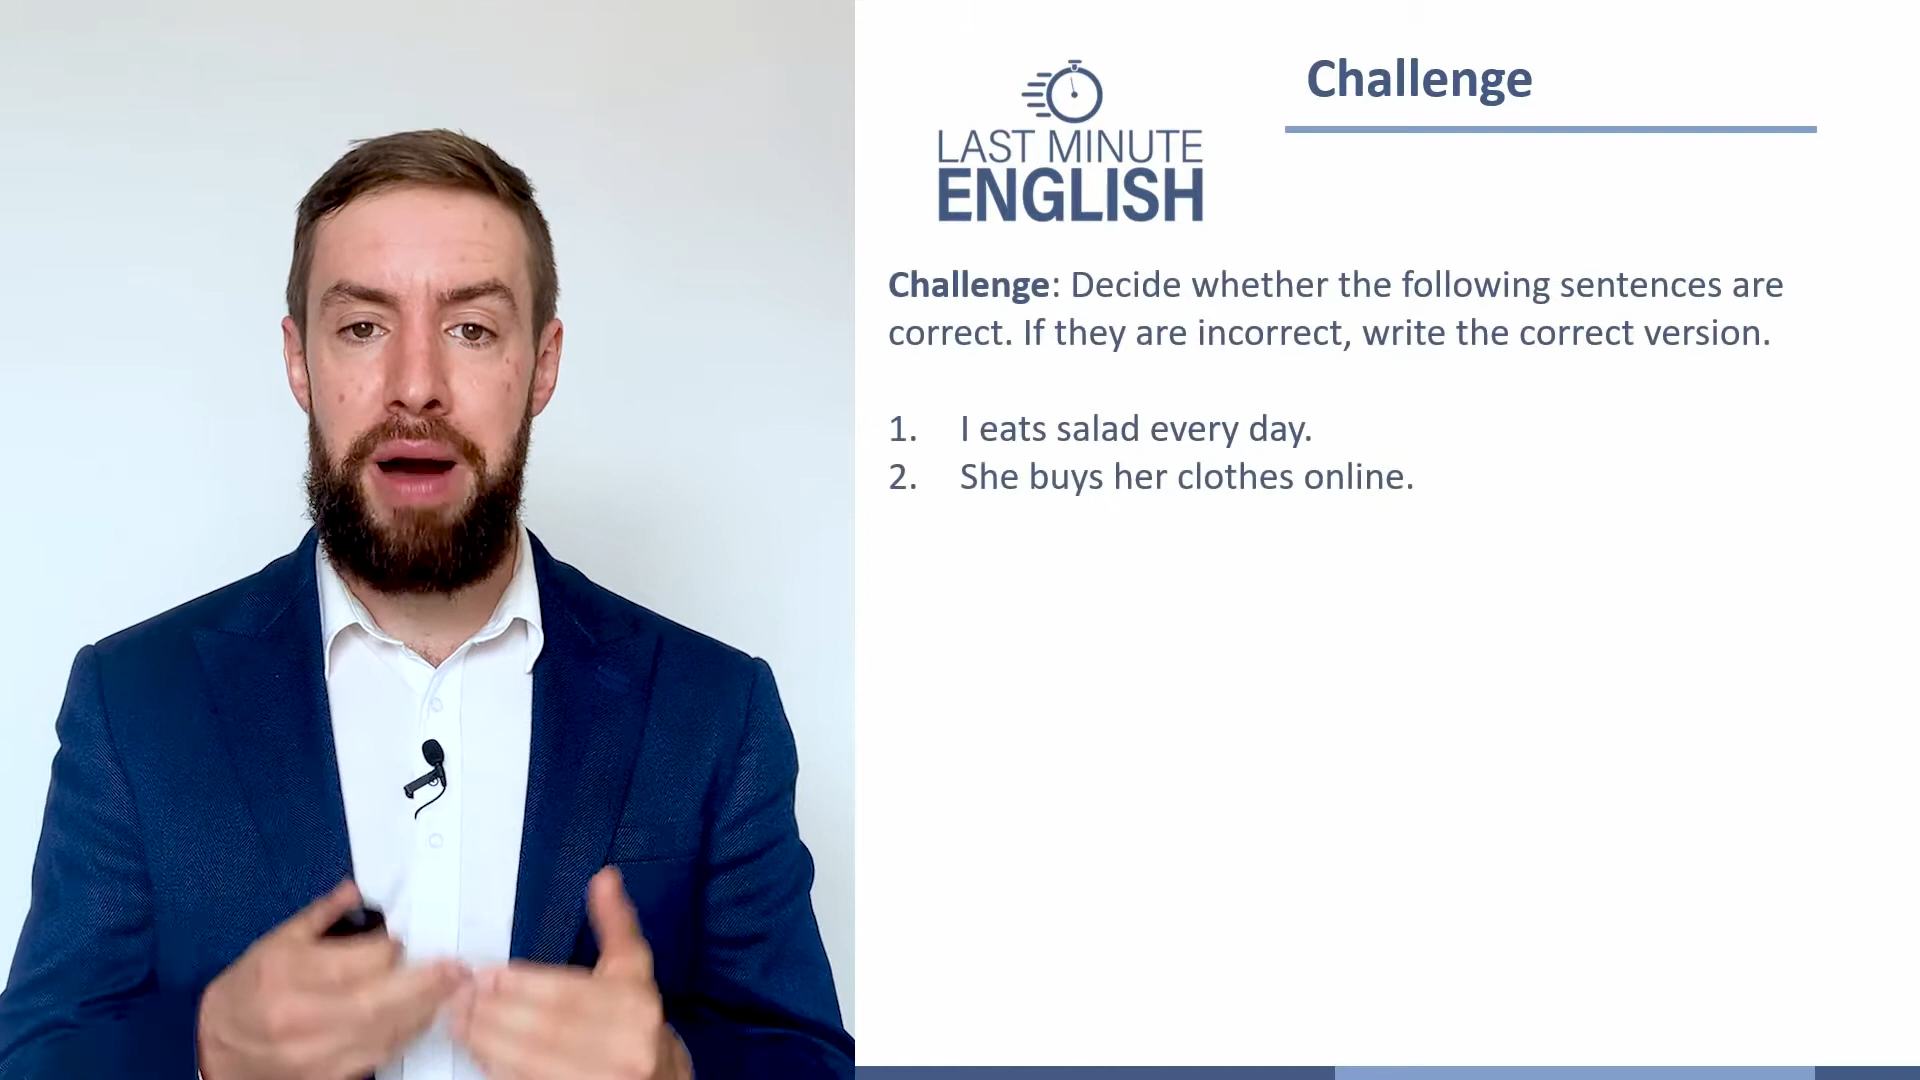 LAST MINUTE
ENGLISH
Challenge
Challenge: Decide whether the following sentences are
correct. If they are incorrect, write the correct version.
1. I eats salad every day.
2. She buys her clothes online.